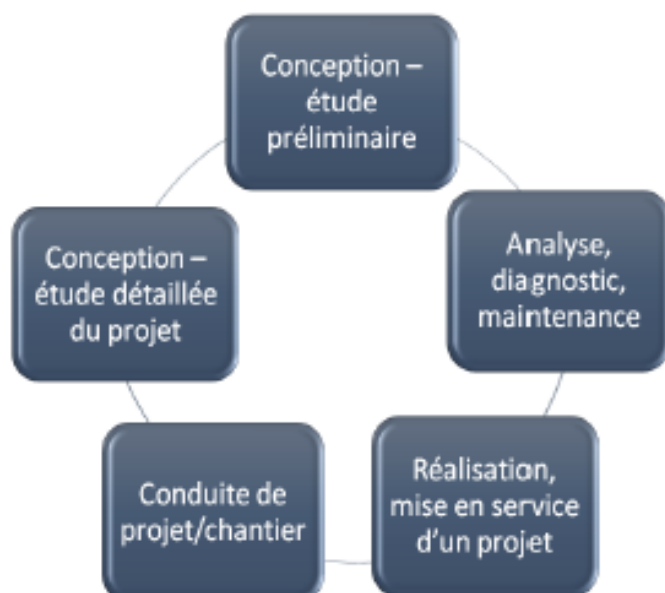 Conception –
étude
préliminaire
Analyse,
diagnostic,
maintenance
Réalisation,
mise en service
d'un projet
Conduite de
projet/chantier
Conception –
étude détaillée
du projet